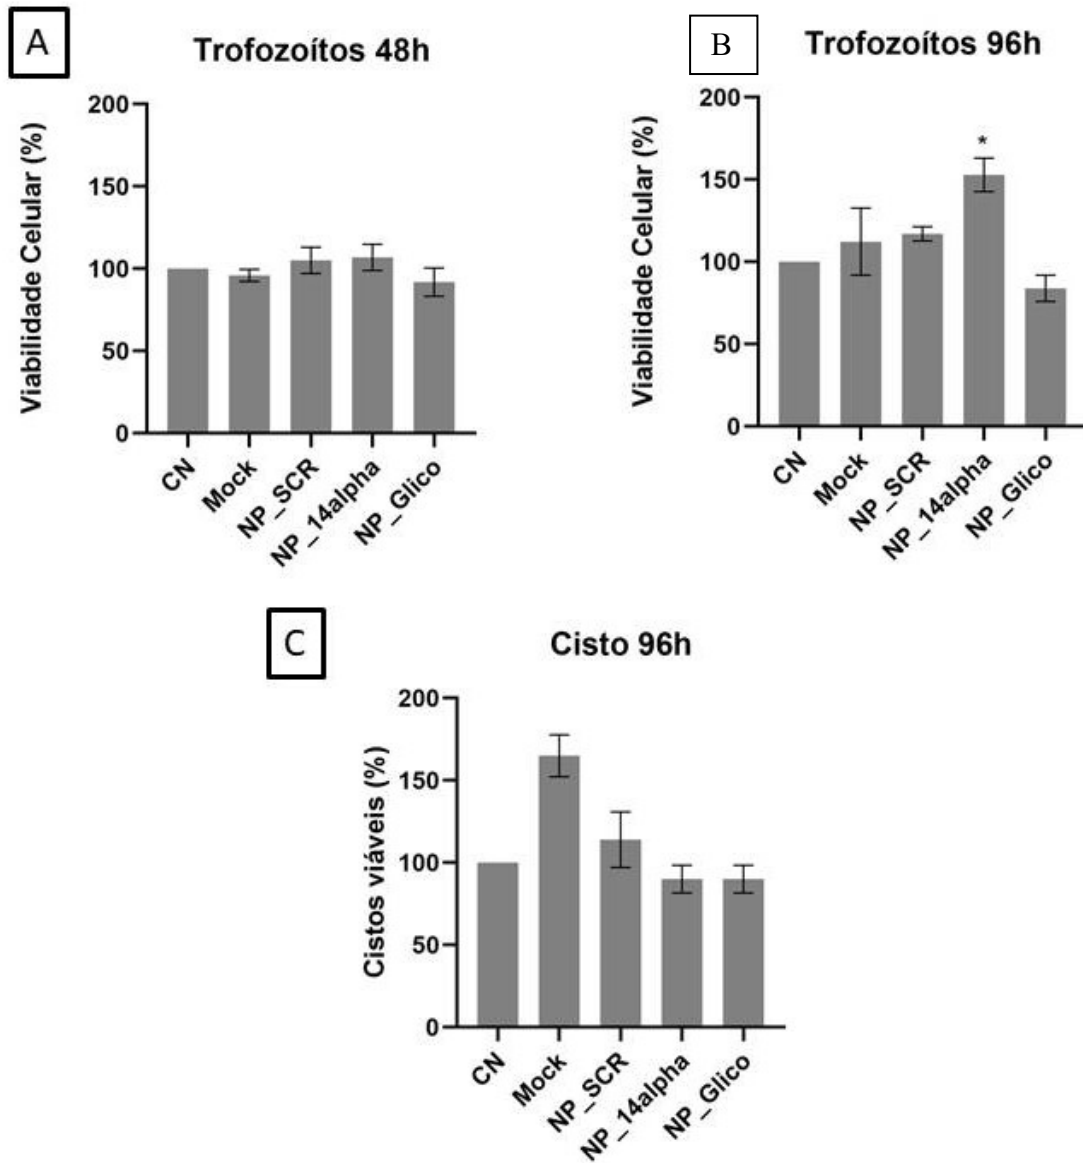 A
Trofozoítos 48h
Viabilidade Celular (%)
200
150
100
50
0
CN
Mock
NP_SCR
NP_14alpha
NP_Glico
B
Trofozoítos 96h
Viabilidade Celular (%)
200
150
100
50
0
*
CN
Mock
NP_SCR
NP_14alpha
NP_Glico
C
Cisto 96h
Cistos viáveis (%)
200
150
100
50
0
CN
Mock
NP_SCR
NP_14alpha
NP_Glico